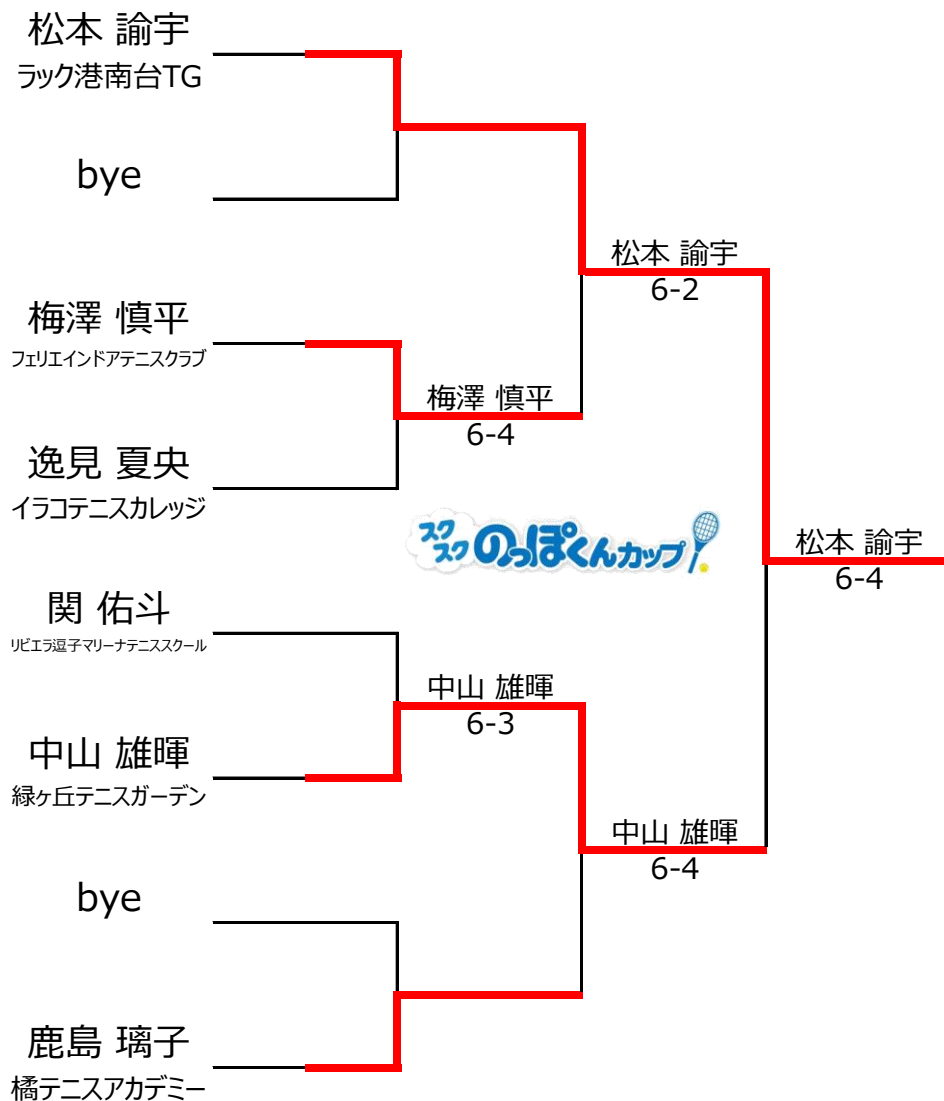 松本 諭宇
ラック港南台TG
bye
松本 諭宇
6-2
梅澤 慎平
フェリエインドアテニスクラブ
梅澤 慎平
6-4
逸見 夏央
イラコテニスカレッジ
スク
スク
のっぽくんカップ
松本 諭宇
6-4
関 佑斗
リビエラ逗子マリーナテニススクール
中山 雄暉
6-3
中山 雄暉
緑ヶ丘テニスガーデン
中山 雄暉
6-4
bye
鹿島 璃子
橘テニスアカデミー